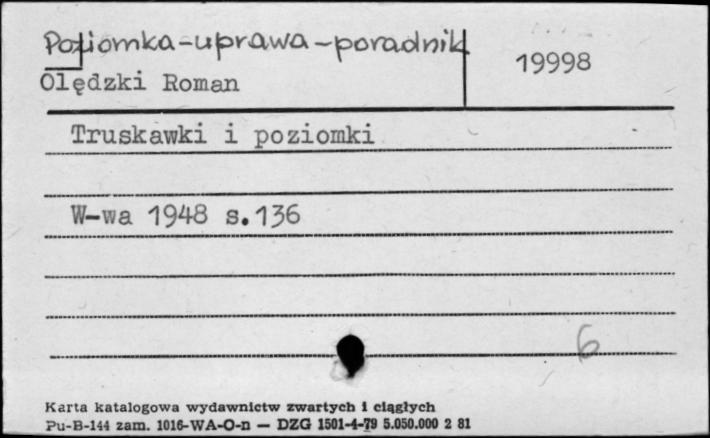 Poziomka-uprawa-poradnik
19998
Olędzki Roman
Truskawki i poziomki
W-wa 1948 s.136
6
Karta katalogowa wydawnictw zwartych i ciągłych
Pu-B-144 zam. 1016-WA-O-n — DZG 1501-4-79 5.050.000 2 81